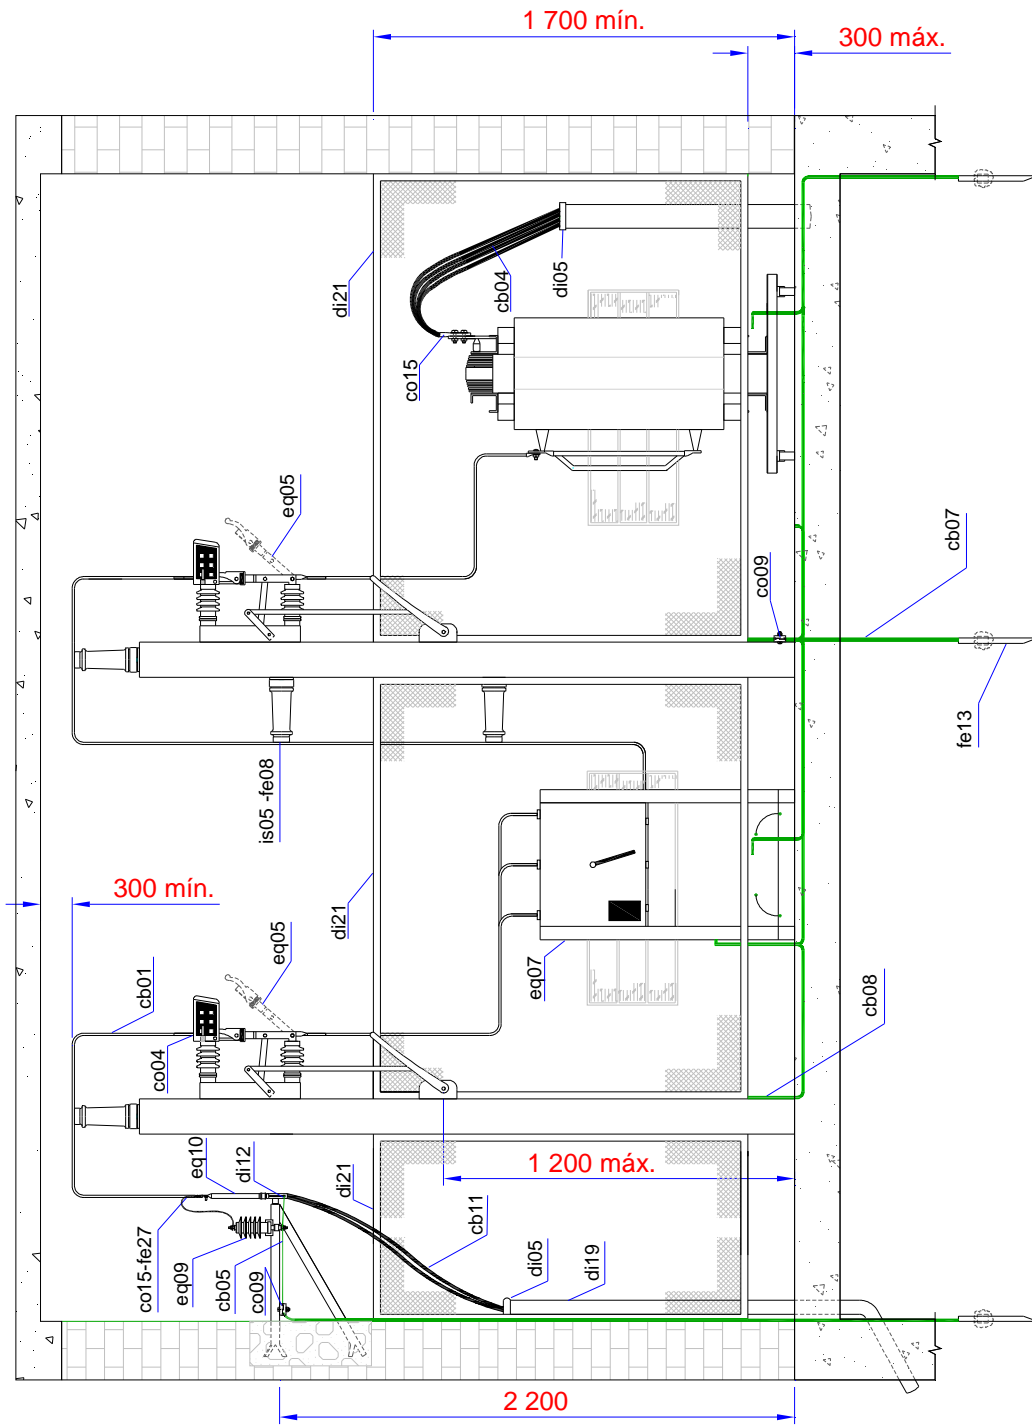 1 700 mín.
300 máx.
di21
cb04
di05
co15
eq05
co09
cb07
fe13
is05 -fe08
300 mín.
di21
eq05
eq07
cb01
co04
cb08
eq10
di12
di21
1 200 máx.
co15-fe27
eq09
cb05
co09
cb11
di05
di19
2 200